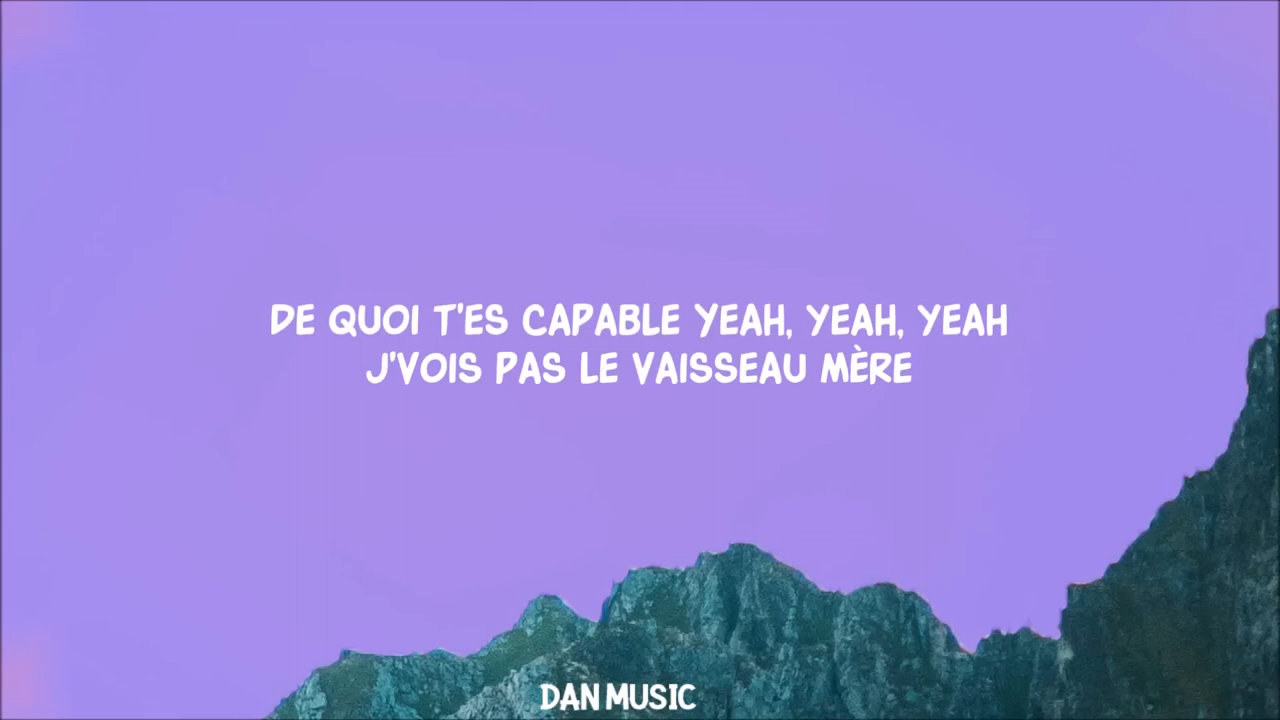 DE QUOI T'ES CAPABLE YEAH, YEAH, YEAH
J'VOIS PAS LE VAISSEAU MÈRE
DAN MUSIC